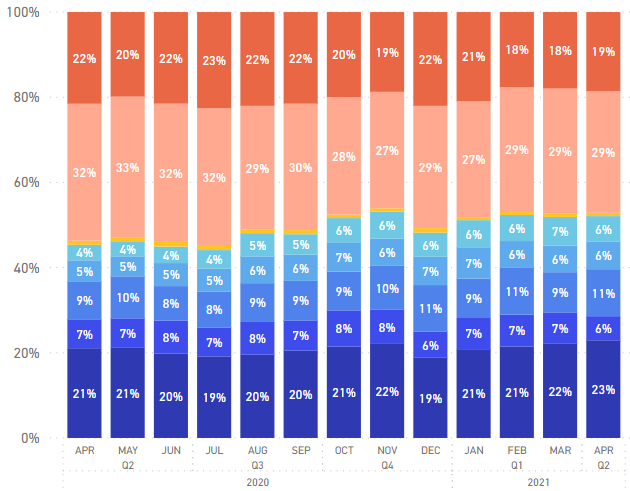 100%
80%
60%
40%
20%
0%
22% 20% 22% 23% 22% 22% 20% 19% 22% 21% 18% 18% 19%
32% 33% 32% 32% 29% 30% 28% 27% 29% 27% 29% 29% 29%
4% 4% 4% 4% 5% 5% 6% 6% 6% 6% 6% 7% 6%
5% 5% 5% 5% 6% 6% 7% 6% 7% 7% 6% 6% 6%
9% 10% 8% 8% 9% 9% 9% 10% 11% 9% 11% 9% 11%
7% 7% 8% 7% 8% 7% 8% 8% 6% 7% 7% 7% 6%
21% 21% 20% 19% 20% 20% 21% 22% 19% 21% 21% 22% 23%
APR MAY JUN JUL AUG SEP OCT NOV DEC JAN FEB MAR APR
Q2 Q3 Q4 Q1 Q2
2020 2021